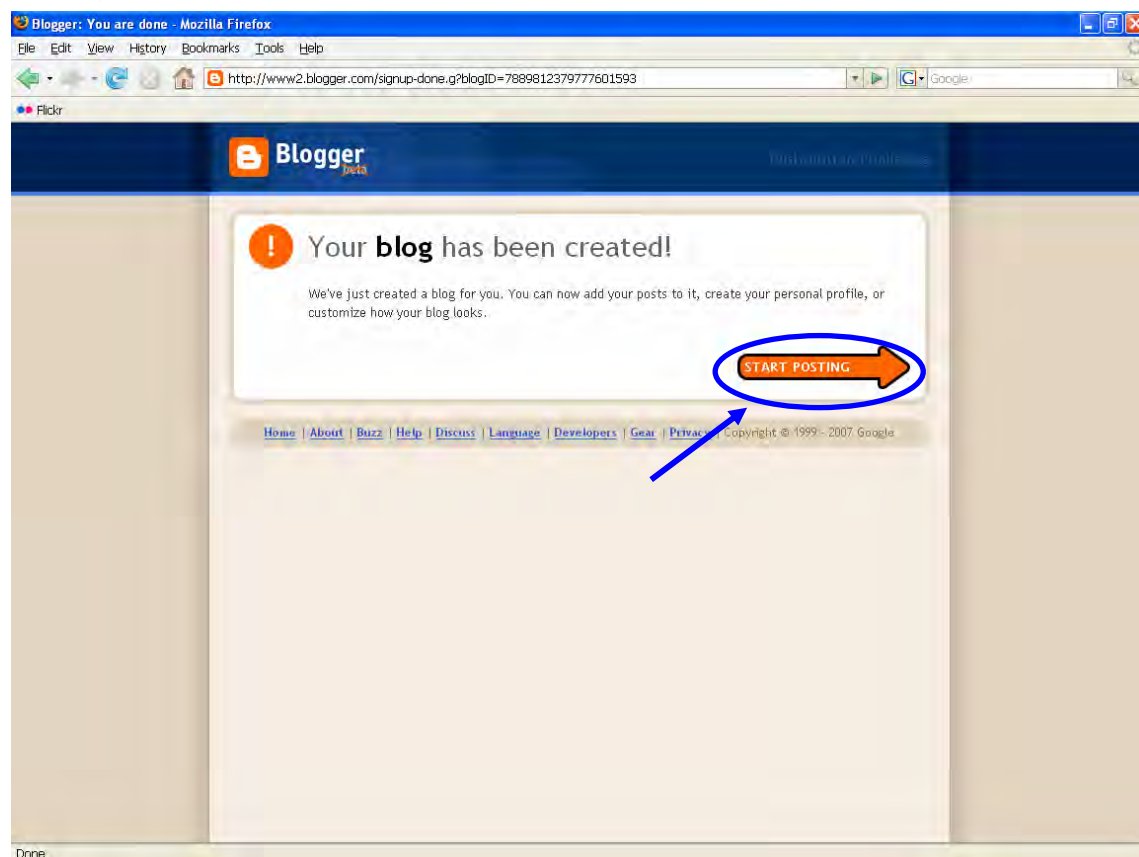 Blogger: You are done - Mozilla Firefox
File Edit View History Bookmarks Tools Help
http://www2.blogger.com/signup-done.g?blogID=7889812379777601593
G Google
Flickr
Blogger
beta
! Your blog has been created!
We've just created a blog for you. You can now add your posts to it, create your personal profile, or
customize how your blog looks.
START POSTING
Home | About | Buzz | Help | Discuss | Language | Developers | Gear | Privacy | Copyright © 1999 - 2007 Google
Done